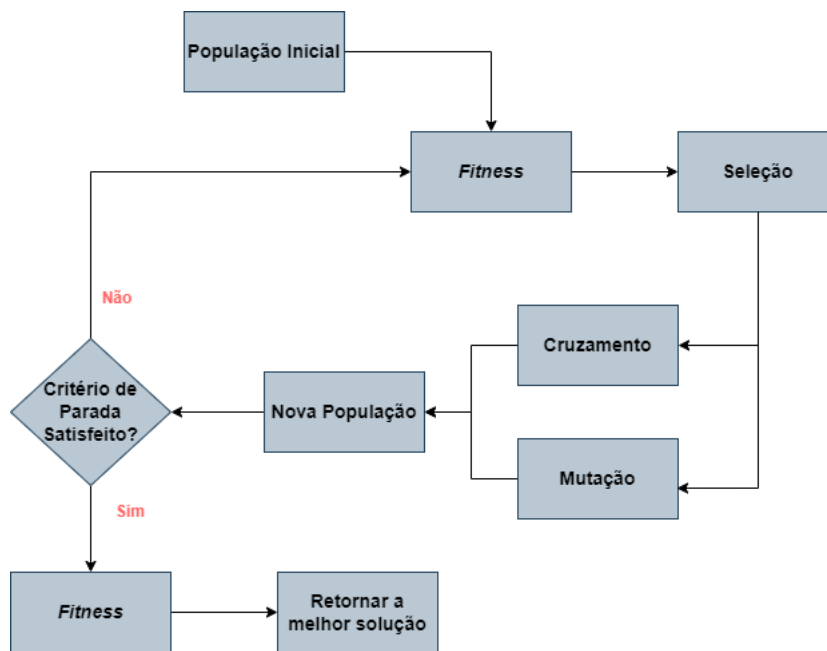 População Inicial
Fitness
Seleção
Não
Cruzamento
Critério de
Parada
Satisfeito?
Nova População
Mutação
Sim
Fitness
Retornar a
melhor solução